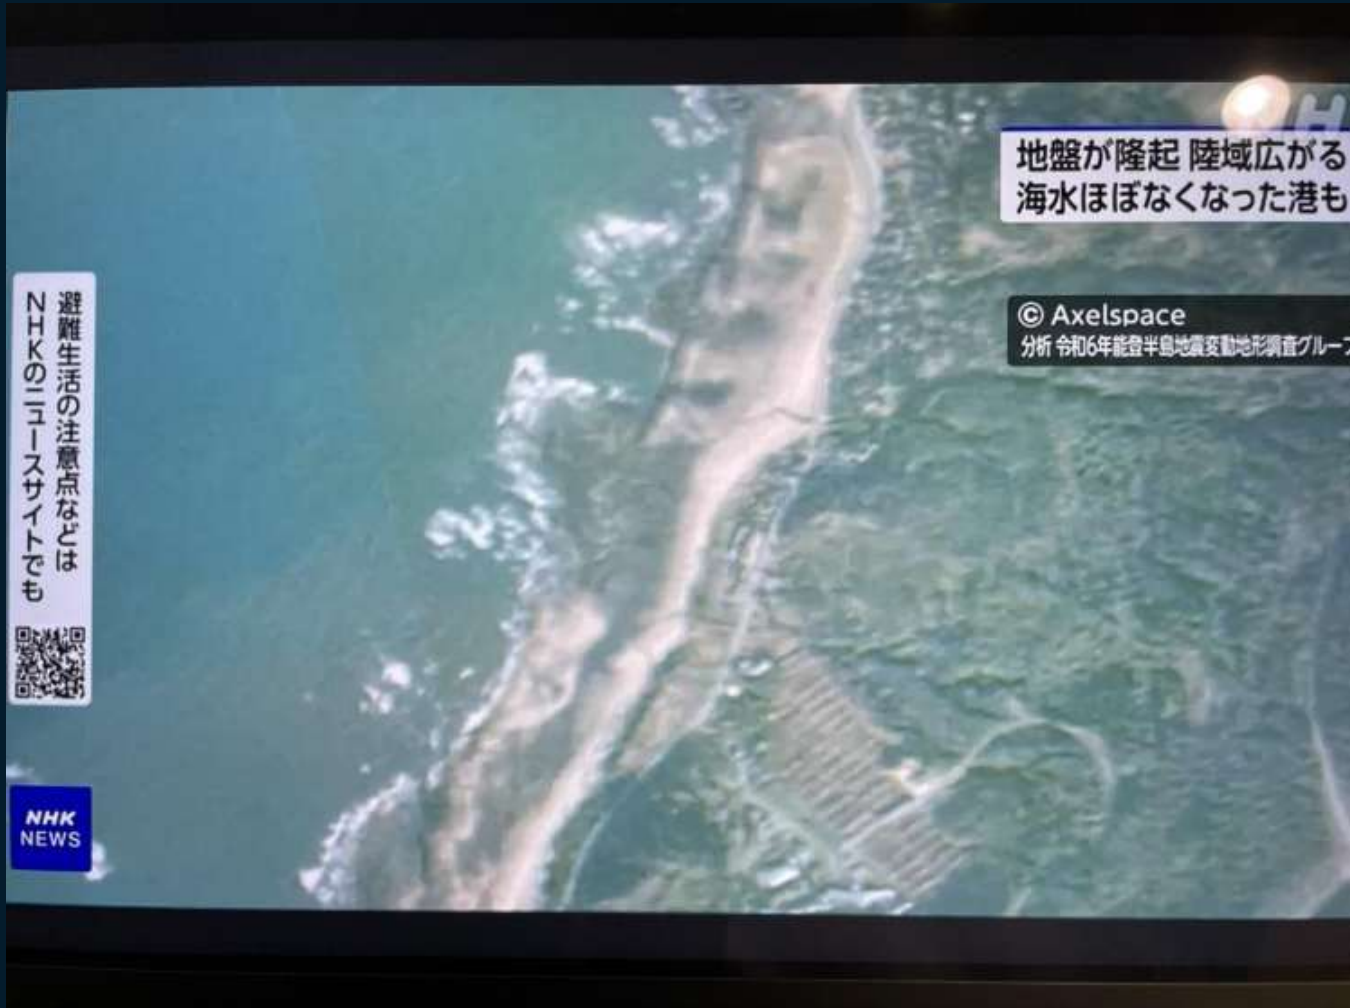 地盤が隆起 陸域広がる
海水ほぼなくなった港も
© Axelspace
分析 令和6年能登半島地震変動地形調査グループ
避難生活の注意点などは
NHKのニュースサイトでも
NHK
NEWS